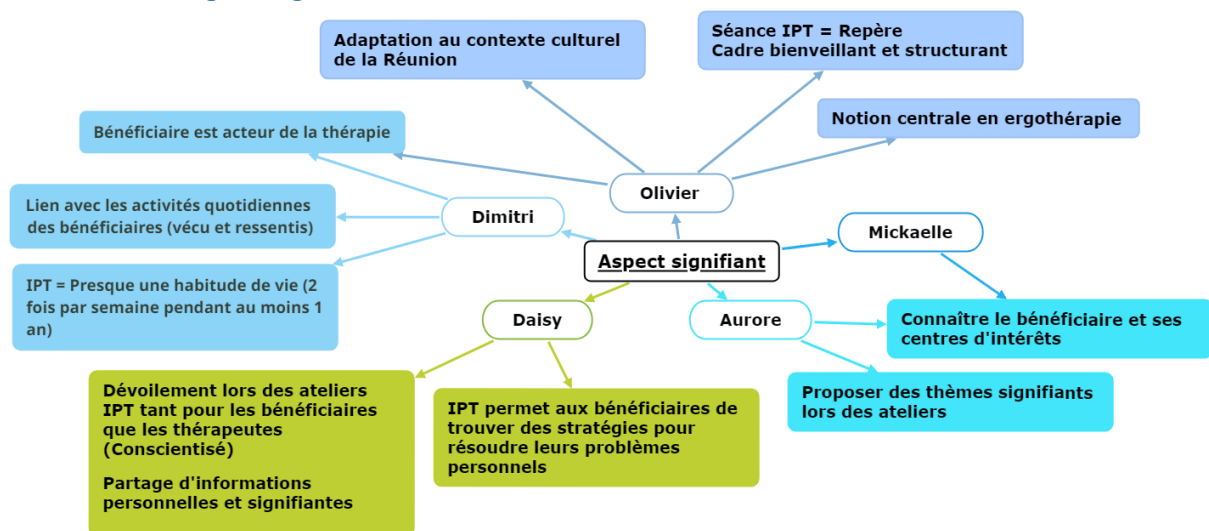 Adaptation au contexte culturel
de la Réunion
Séance IPT = Repère
Cadre bienveillant et structurant
Bénéficiaire est acteur de la thérapie
Notion centrale en ergothérapie
Olivier
Lien avec les activités quotidiennes
des bénéficiaires (vécu et ressentis)
Dimitri
Mickaelle
Aspect signifiant
IPT = Presque une habitude de vie (2
fois par semaine pendant au moins 1
an)
Daisy
Aurore
Connaître le bénéficiaire et ses
centres d'intérêts
Dévoilement lors des ateliers
IPT tant pour les bénéficiaires
que les thérapeutes
(Conscientisé)
Partage d'informations
personnelles et signifiantes
IPT permet aux bénéficiaires de
trouver des stratégies pour
résoudre leurs problèmes
personnels
Proposer des thèmes signifiants
lors des ateliers